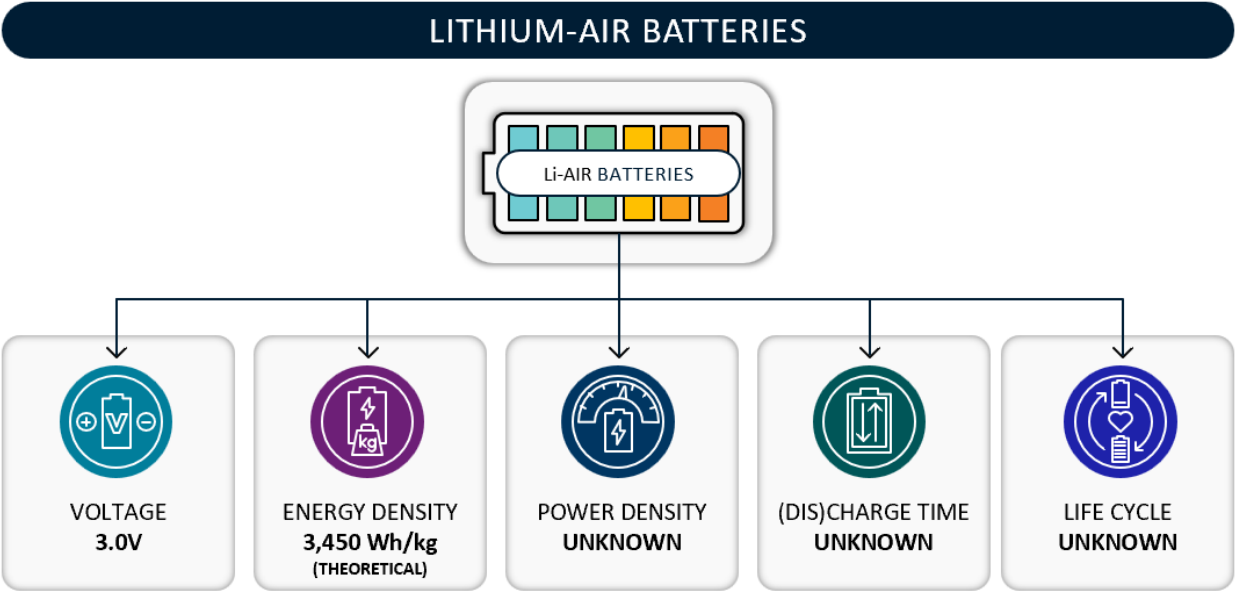 LITHIUM-AIR BATTERIES
Li-AIR BATTERIES
V
kg
VOLTAGE
3.0V
ENERGY DENSITY
3,450 Wh/kg
(THEORETICAL)
POWER DENSITY
UNKNOWN
(DIS)CHARGE TIME
UNKNOWN
LIFE CYCLE
UNKNOWN